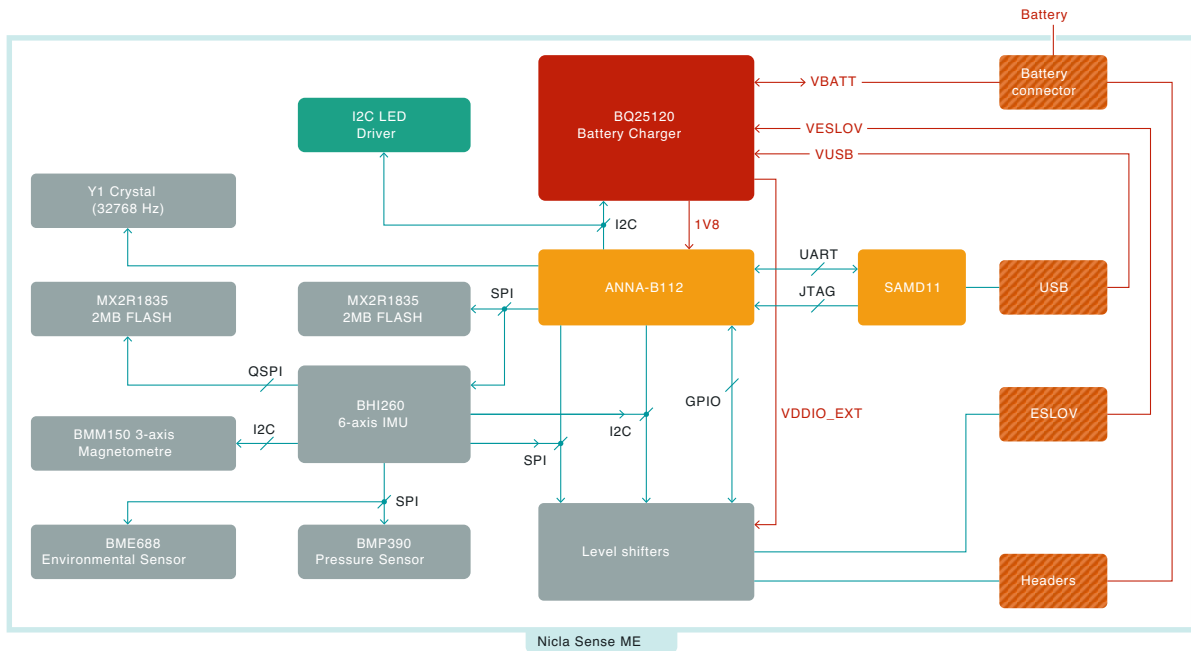 Battery
Battery
connector
BQ25120
Battery Charger
VBATT
VESLOV
VUSB
I2C LED
Driver
Y1 Crystal
(32768 Hz)
I2C
1V8
ANNA-B112
UART
JTAG
SAMD11
USB
MX2R1835
2MB FLASH
MX2R1835
2MB FLASH
SPI
QSPI
BHI260
6-axis IMU
GPIO
VDDIO_EXT
ESLOV
BMM150 3-axis
Magnetometre
I2C
I2C
SPI
SPI
BME688
Environmental Sensor
BMP390
Pressure Sensor
Level shifters
Headers
Nicla Sense ME